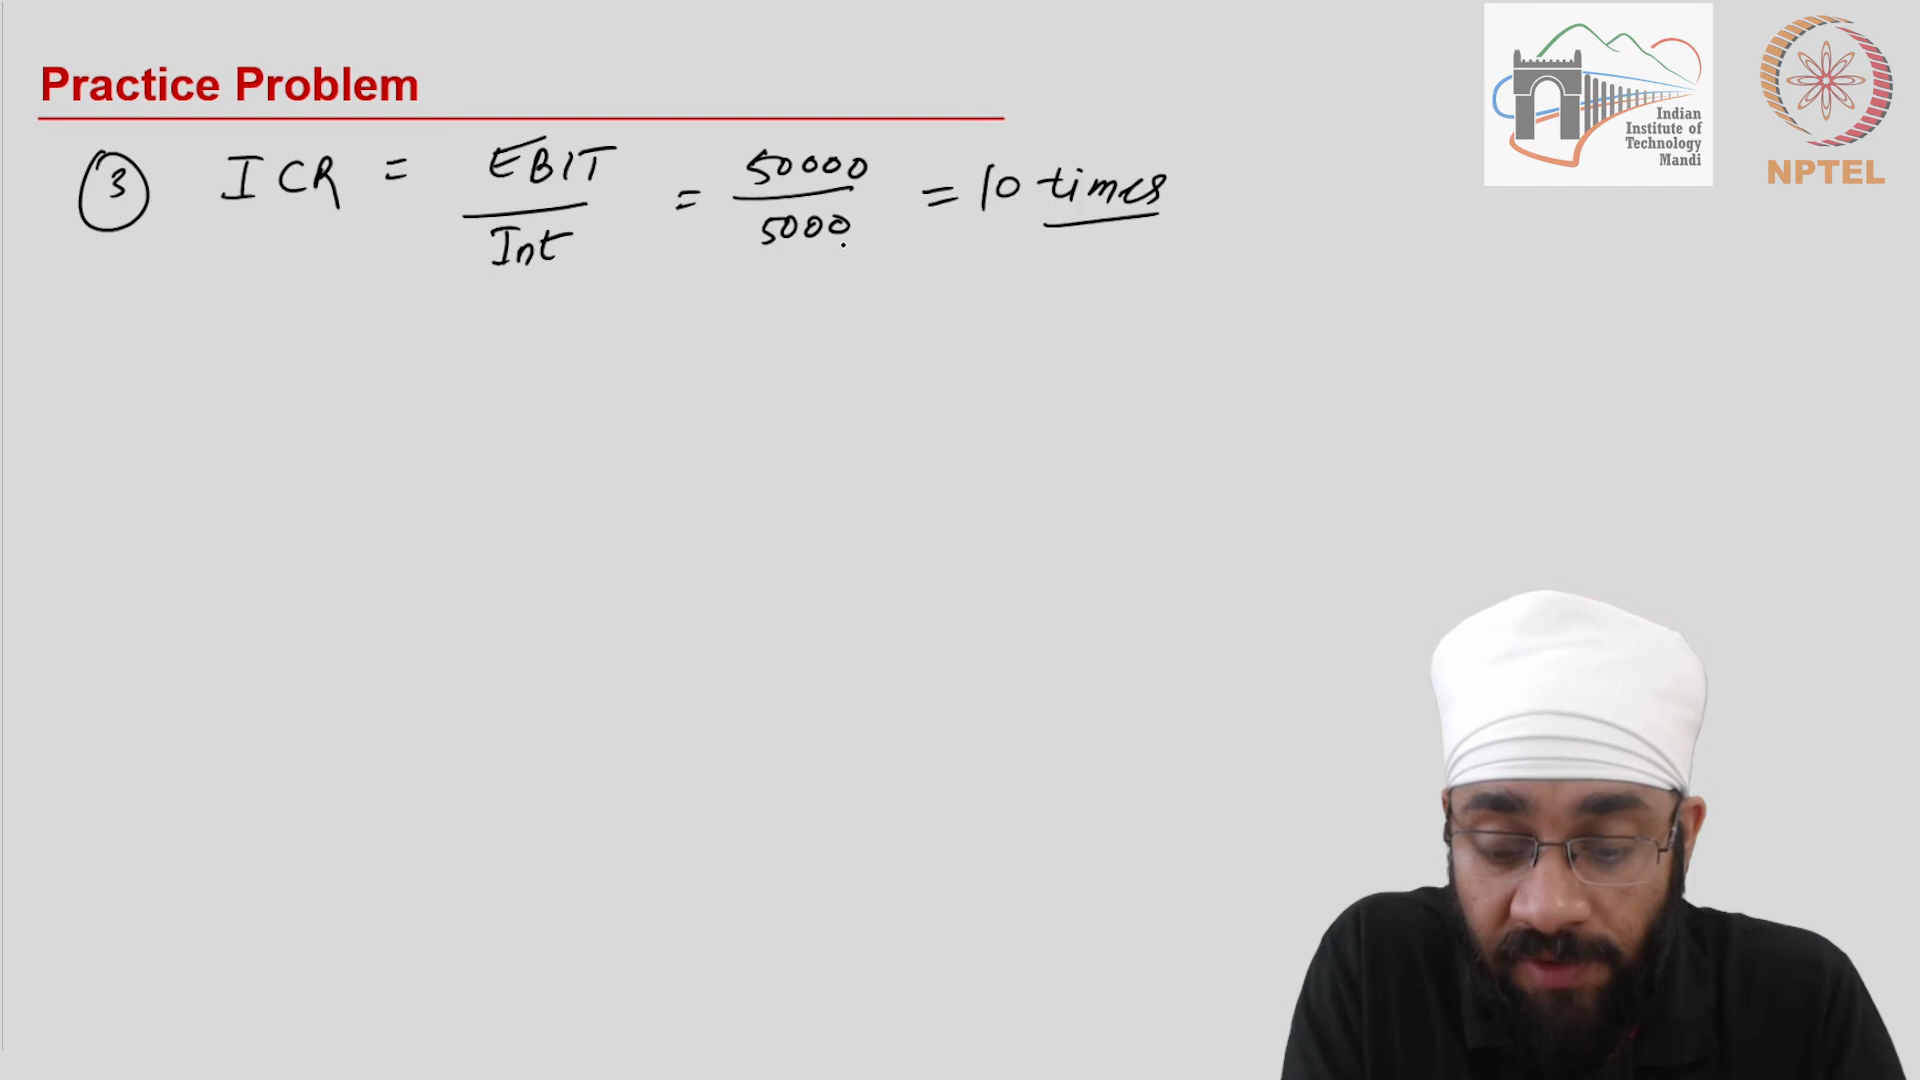 Practice Problem
3 ICR = EBIT / Int = 50000 / 5000 = 10 times
Indian
Institute of
Technology
Mandi
NPTEL